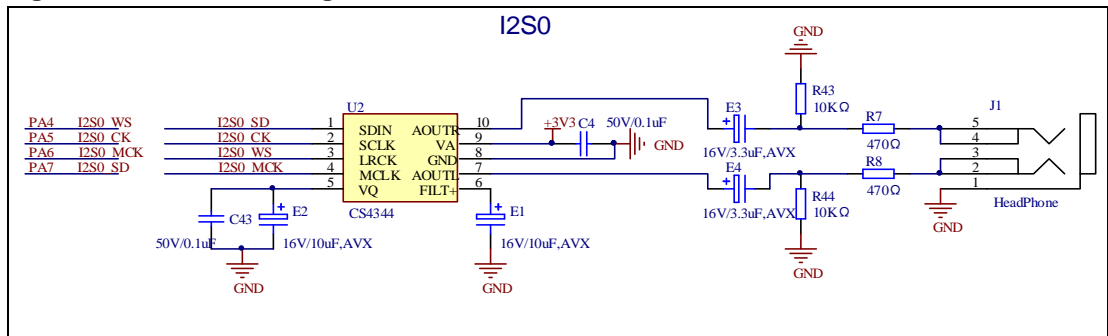 I2S0
GND
U2
E3
R43
10KΩ
R7
J1
PA4 I2S0_WS I2S0_SD 1 SDIN AOUTR 10
PA5 I2S0_CK I2S0_CK 2 SCLK VA 9 +3V3 C4 50V/0.1uF GND
PA6 I2S0_MCK I2S0_WS 3 LRCK GND 8
PA7 I2S0_SD I2S0_MCK 4 MCLK AOUTL 7
5 VQ FILT+ 6
CS4344
+
16V/3.3uF,AVX
470Ω
R8
5
4
3
2
1
E4
+
16V/3.3uF,AVX
R44
10KΩ
470Ω
HeadPhone
GND
C43
50V/0.1uF
+
E2
16V/10uF,AVX
+
E1
16V/10uF,AVX
GND
GND
GND